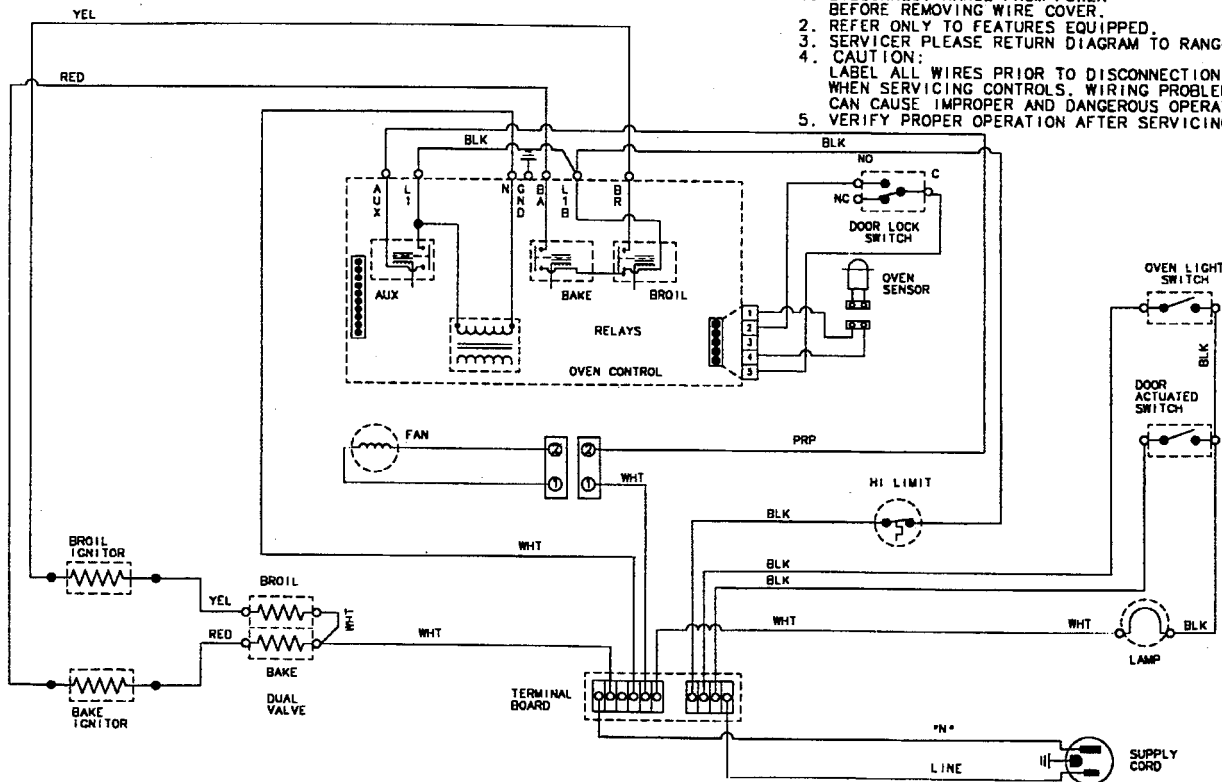 BEFORE REMOVING WIRE COVER.
2. REFER ONLY TO FEATURES EQUIPPED.
3. SERVICER PLEASE RETURN DIAGRAM TO RANG
4. CAUTION:
LABEL ALL WIRES PRIOR TO DISCONNECTION
WHEN SERVICING CONTROLS. WIRING PROBLE
CAN CAUSE IMPROPER AND DANGEROUS OPERA
5. VERIFY PROPER OPERATION AFTER SERVICING
YEL
RED
BLK
BLK
AUX
L1
N
GND
BA
L1B
BR
NO
C
NC
DOOR LOCK
SWITCH
AUX
BAKE
BROIL
RELAYS
OVEN CONTROL
1
2
3
4
5
OVEN
SENSOR
OVEN LIGHT
SWITCH
BLK
DOOR
ACTUATED
SWITCH
FAN
2
1
2
1
PRP
WHT
HI LIMIT
BLK
WHT
BLK
BLK
BROIL
IGNITOR
YEL
BROIL
WHT
RED
BAKE
DUAL
VALVE
BAKE
IGNITOR
WHT
WHT
WHT
BLK
LAMP
TERMINAL
BOARD
"N"
LINE
SUPPLY
CORD